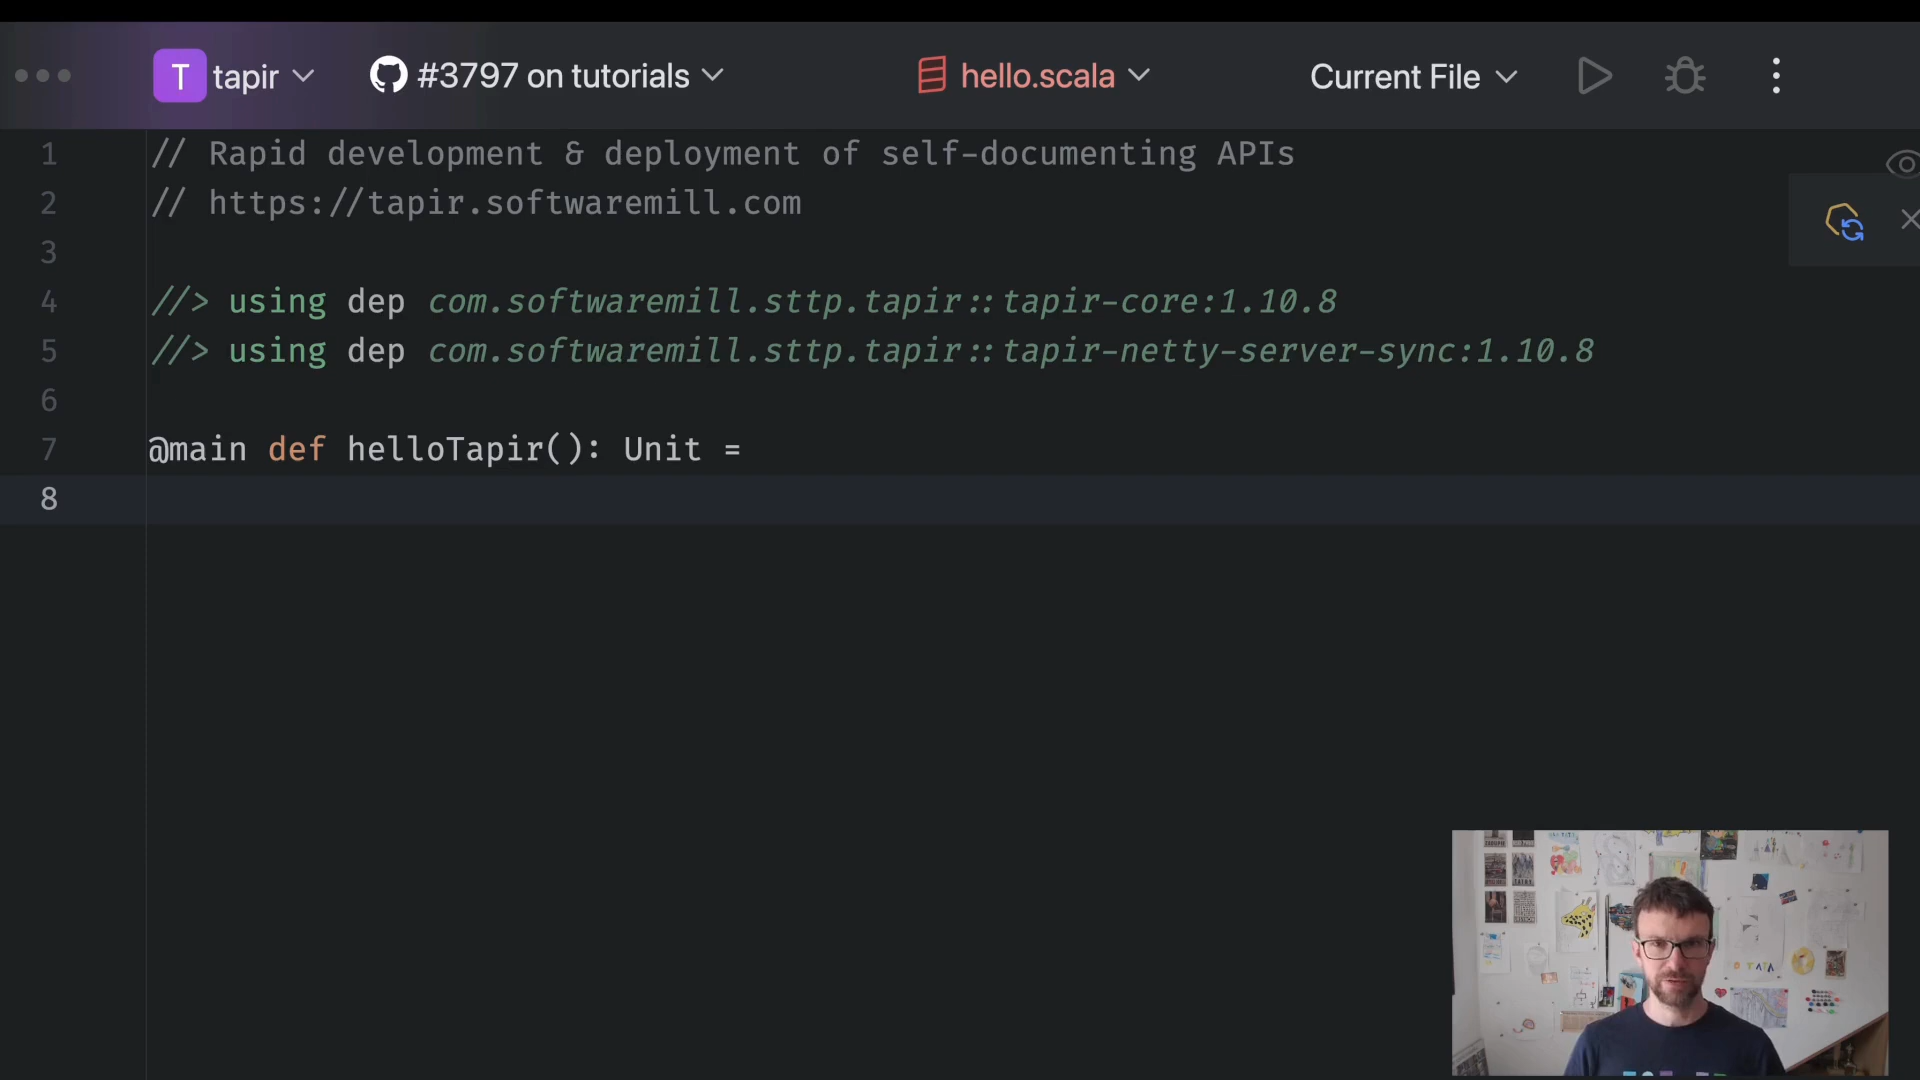 T tapir #3797 on tutorials hello.scala Current File
1 // Rapid development & deployment of self-documenting APIs
2 // https://tapir.softwaremill.com
3
4 //> using dep com.softwaremill.sttp.tapir::tapir-core:1.10.8
5 //> using dep com.softwaremill.sttp.tapir::tapir-netty-server-sync:1.10.8
6
7 @main def helloTapir(): Unit =
8